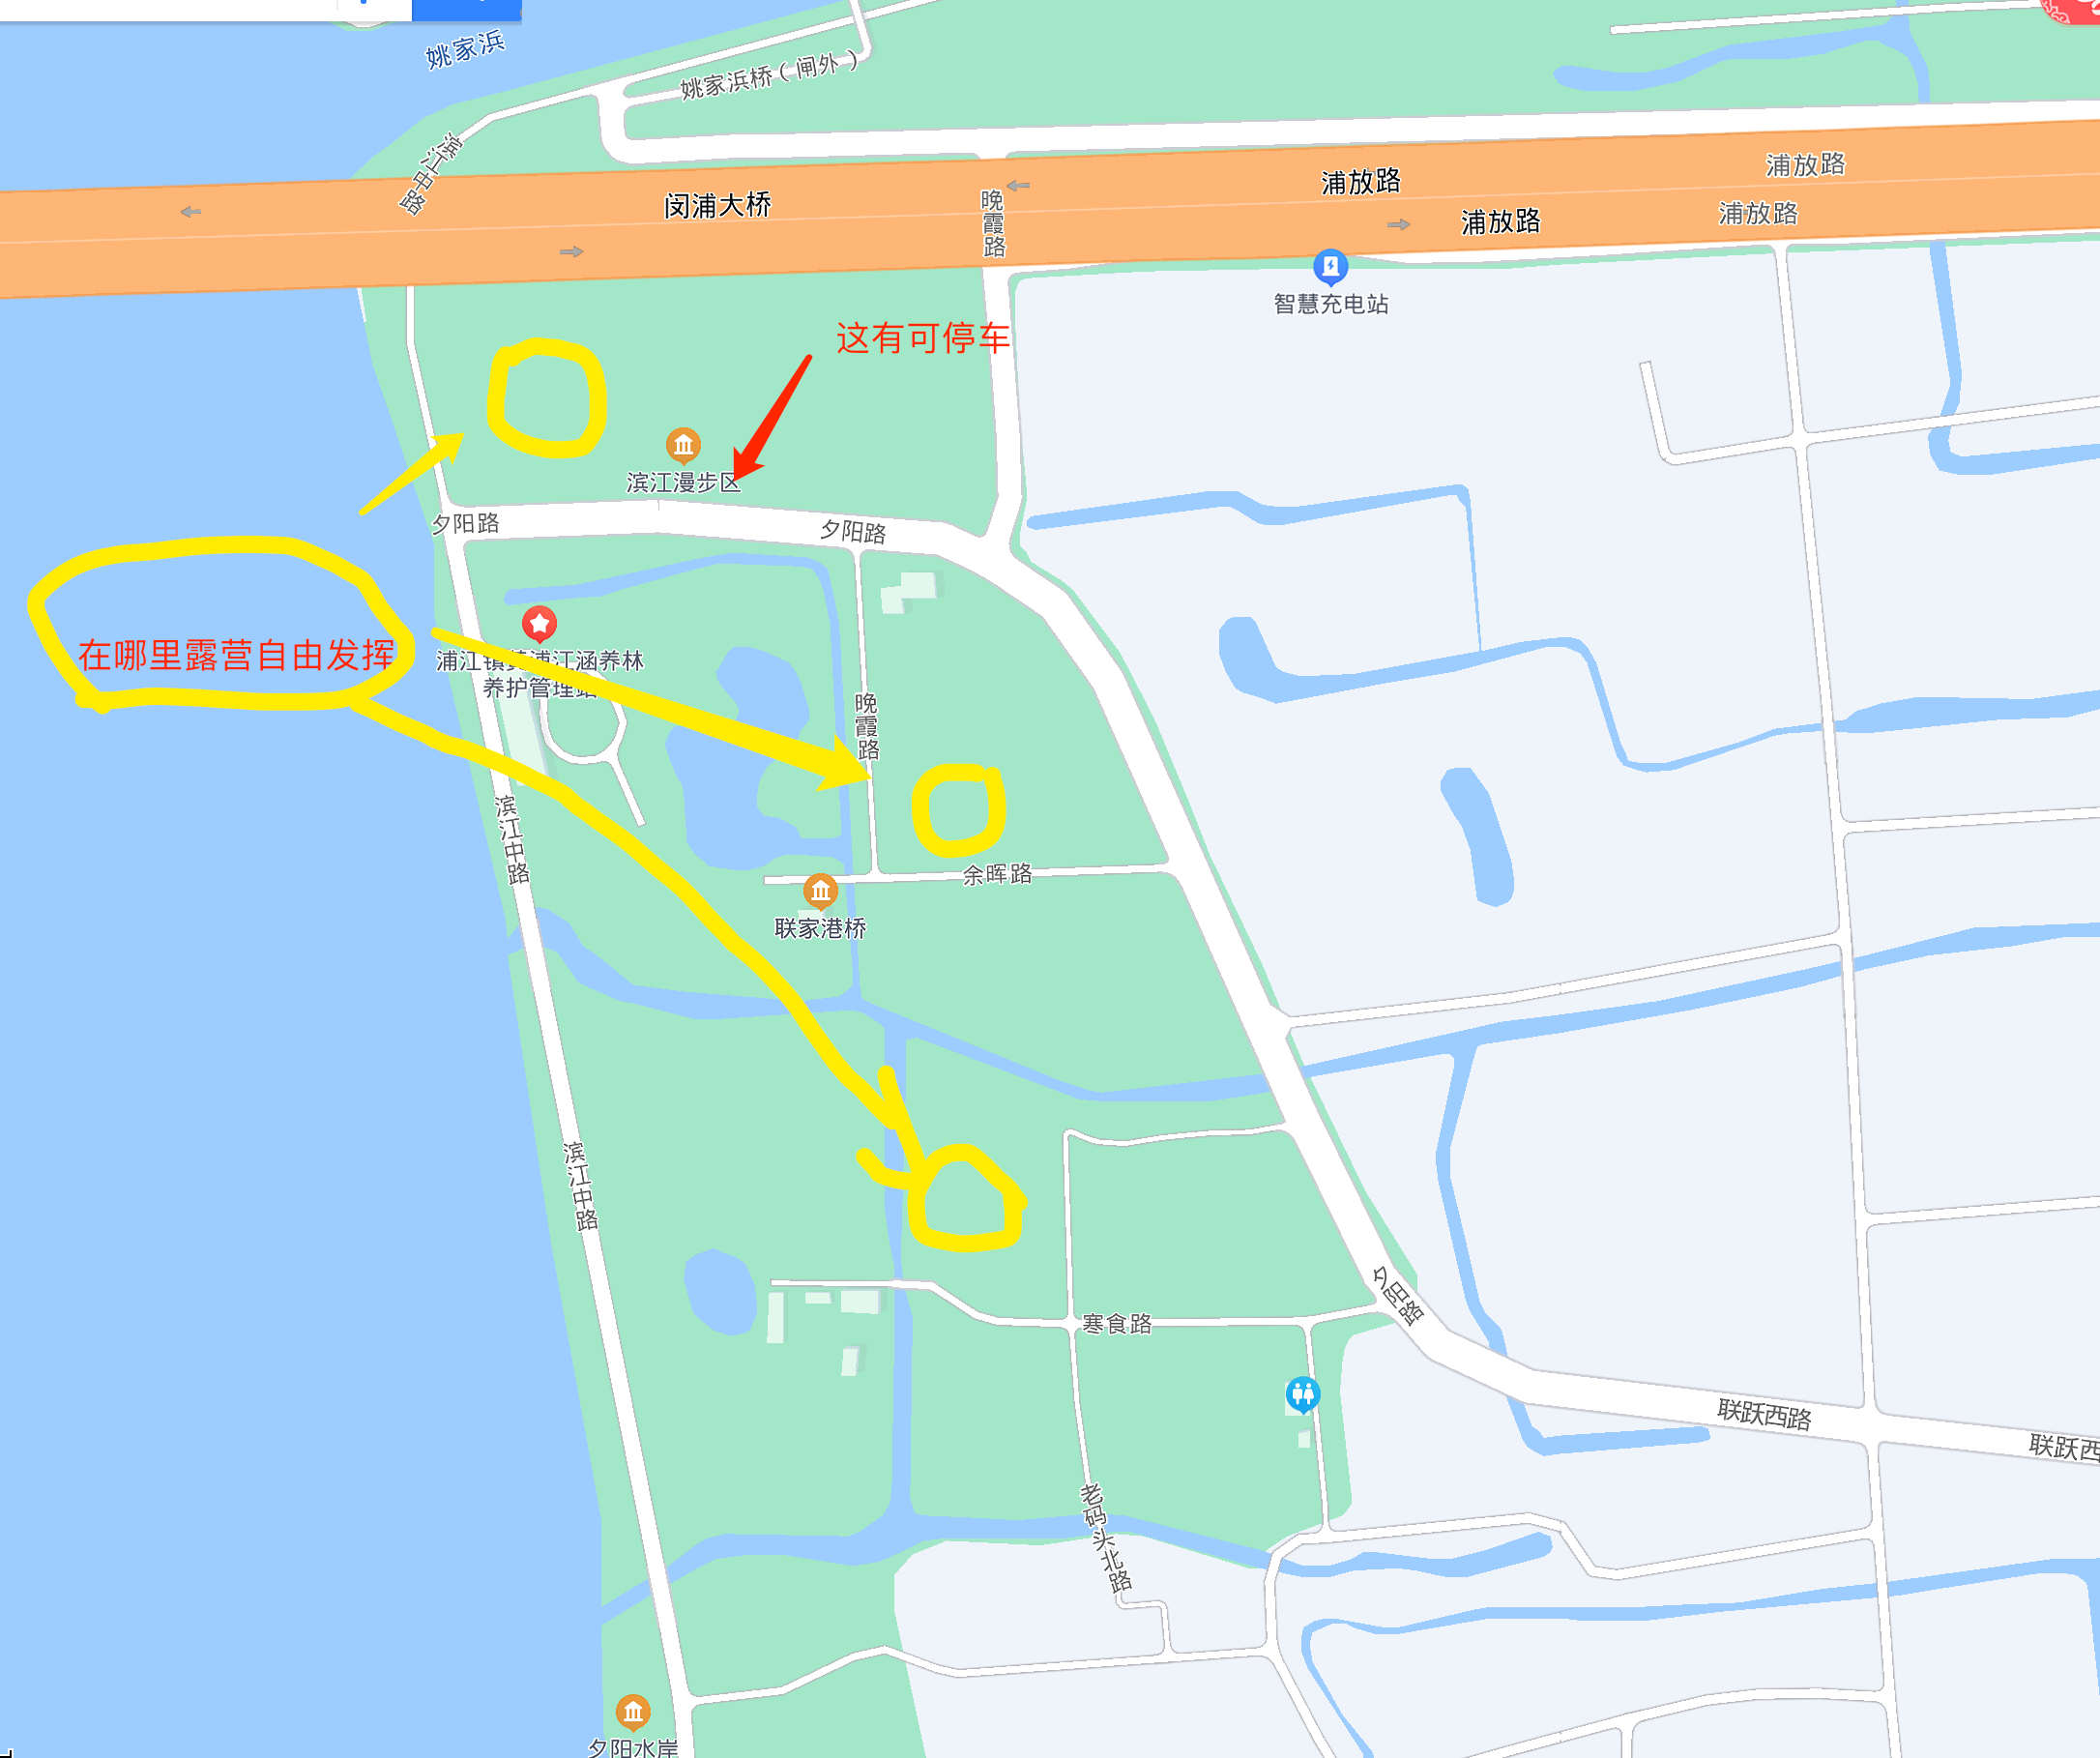 姚家浜
姚家浜桥（闸外）
滨江中路
闵浦大桥
晚霞路
浦放路
浦放路
浦放路
浦放路
智慧充电站
这有可停车
滨江漫步区
夕阳路
夕阳路
在哪里露营自由发挥
浦江镇黄浦江涵养林
养护管理站
晚霞路
滨江中路
余晖路
联家港桥
滨江中路
夕阳路
寒食路
联跃西路
联跃西
老码头北路
夕阳水岸